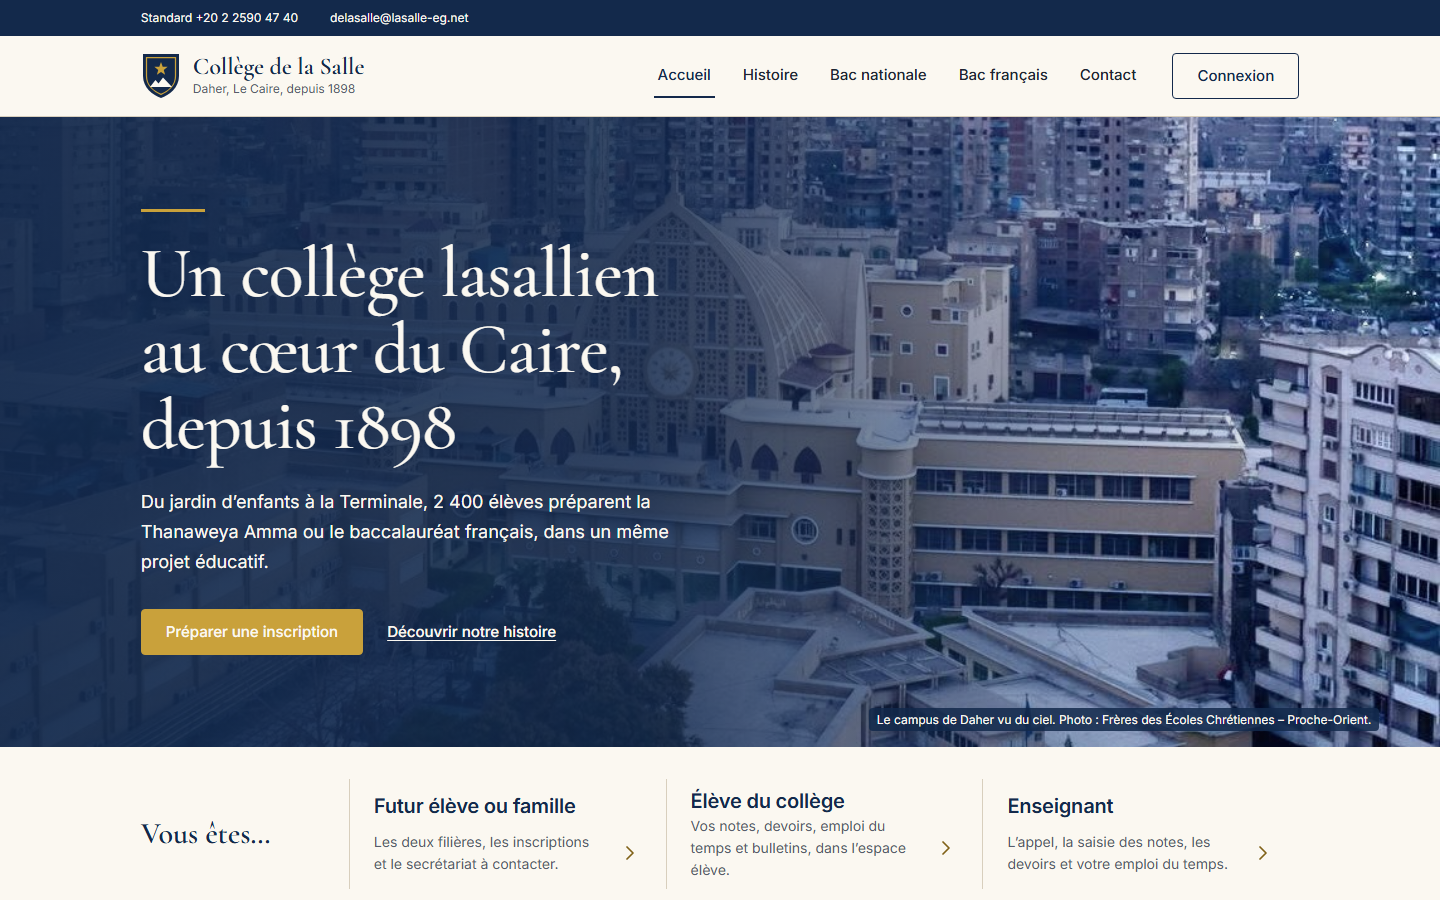 Standard +20 2 2590 47 40
delasalle@lasalle-eg.net
Collège de la Salle
Daher, Le Caire, depuis 1898
Accueil
Histoire
Bac nationale
Bac français
Contact
Connexion
Un collège lasallien
au cœur du Caire,
depuis 1898
Du jardin d’enfants à la Terminale, 2 400 élèves préparent la
Thanaweya Amma ou le baccalauréat français, dans un même
projet éducatif.
Préparer une inscription
Découvrir notre histoire
Le campus de Daher vu du ciel. Photo : Frères des Écoles Chrétiennes – Proche-Orient.
Vous êtes…
Futur élève ou famille
Les deux filières, les inscriptions
et le secrétariat à contacter.
Élève du collège
Vos notes, devoirs, emploi du
temps et bulletins, dans l’espace
élève.
Enseignant
L’appel, la saisie des notes, les
devoirs et votre emploi du temps.